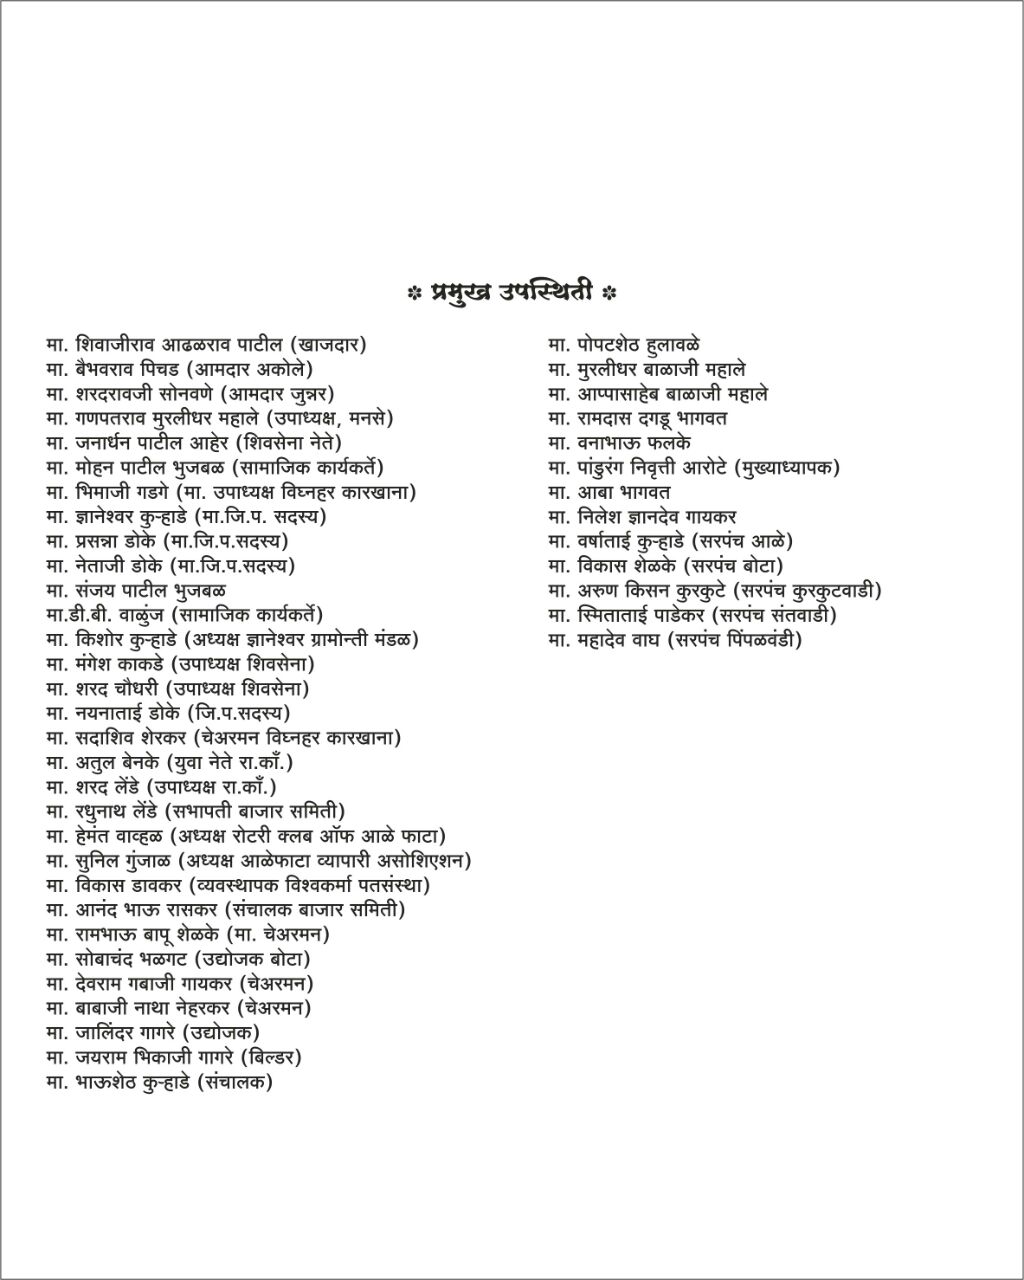 ✽ प्रमुख उपस्थिती ✽
मा. शिवाजीराव आढळराव पाटील (खाजदार)
मा. बैभवराव पिचड (आमदार अकोले)
मा. शरदरावजी सोनवणे (आमदार जुन्नर)
मा. गणपतराव मुरलीधर महाले (उपाध्यक्ष, मनसे)
मा. जनार्धन पाटील आहेर (शिवसेना नेते)
मा. मोहन पाटील भुजबळ (सामाजिक कार्यकर्ते)
मा. भिमाजी गडगे (मा. उपाध्यक्ष विघ्नहर कारखाना)
मा. ज्ञानेश्वर कुऱ्हाडे (मा.जि.प. सदस्य)
मा. प्रसन्ना डोके (मा.जि.प.सदस्य)
मा. नेताजी डोके (मा.जि.प.सदस्य)
मा. संजय पाटील भुजबळ
मा.डी.बी. वाळुंज (सामाजिक कार्यकर्ते)
मा. किशोर कुऱ्हाडे (अध्यक्ष ज्ञानेश्वर ग्रामोन्ती मंडळ)
मा. मंगेश काकडे (उपाध्यक्ष शिवसेना)
मा. शरद चौधरी (उपाध्यक्ष शिवसेना)
मा. नयनाताई डोके (जि.प.सदस्य)
मा. सदाशिव शेरकर (चेअरमन विघ्नहर कारखाना)
मा. अतुल बेनके (युवा नेते रा.काँ.)
मा. शरद लेंडे (उपाध्यक्ष रा.काँ.)
मा. रधुनाथ लेंडे (सभापती बाजार समिती)
मा. हेमंत वाव्हळ (अध्यक्ष रोटरी क्लब ऑफ आळे फाटा)
मा. सुनिल गुंजाळ (अध्यक्ष आळेफाटा व्यापारी असोशिएशन)
मा. विकास डावकर (व्यवस्थापक विश्वकर्मा पतसंस्था)
मा. आनंद भाऊ रासकर (संचालक बाजार समिती)
मा. रामभाऊ बापू शेळके (मा. चेअरमन)
मा. सोबाचंद भळगट (उद्योजक बोटा)
मा. देवराम गबाजी गायकर (चेअरमन)
मा. बाबाजी नाथा नेहरकर (चेअरमन)
मा. जालिंदर गागरे (उद्योजक)
मा. जयराम भिकाजी गागरे (बिल्डर)
मा. भाऊशेठ कुऱ्हाडे (संचालक)
मा. पोपटशेठ हुलावळे
मा. मुरलीधर बाळाजी महाले
मा. आप्पासाहेब बाळाजी महाले
मा. रामदास दगडू भागवत
मा. वनाभाऊ फलके
मा. पांडुरंग निवृत्ती आरोटे (मुख्याध्यापक)
मा. आबा भागवत
मा. निलेश ज्ञानदेव गायकर
मा. वर्षाताई कुऱ्हाडे (सरपंच आळे)
मा. विकास शेळके (सरपंच बोटा)
मा. अरुण किसन कुरकुटे (सरपंच कुरकुटवाडी)
मा. स्मिताताई पाडेकर (सरपंच संतवाडी)
मा. महादेव वाघ (सरपंच पिंपळवंडी)